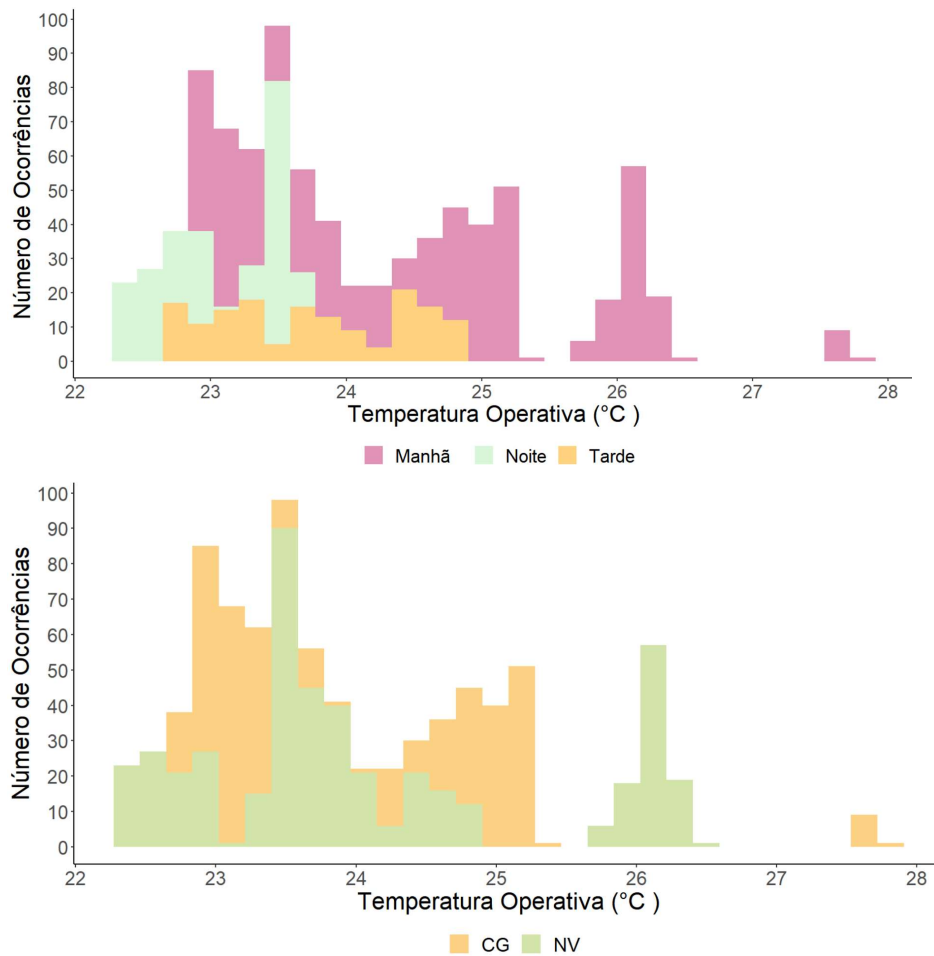 100
90
80
70
60
50
40
30
20
10
0
Número de Ocorrências
22 23 24 25 26 27 28
Temperatura Operativa (°C )
Manhã Noite Tarde
100
90
80
70
60
50
40
30
20
10
0
Número de Ocorrências
22 23 24 25 26 27 28
Temperatura Operativa (°C )
CG NV